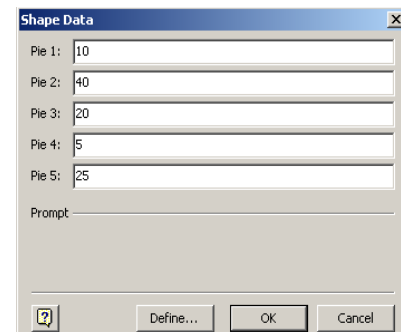 Shape Data
Pie 1: 10
Pie 2: 40
Pie 3: 20
Pie 4: 5
Pie 5: 25
Prompt
? Define... OK Cancel